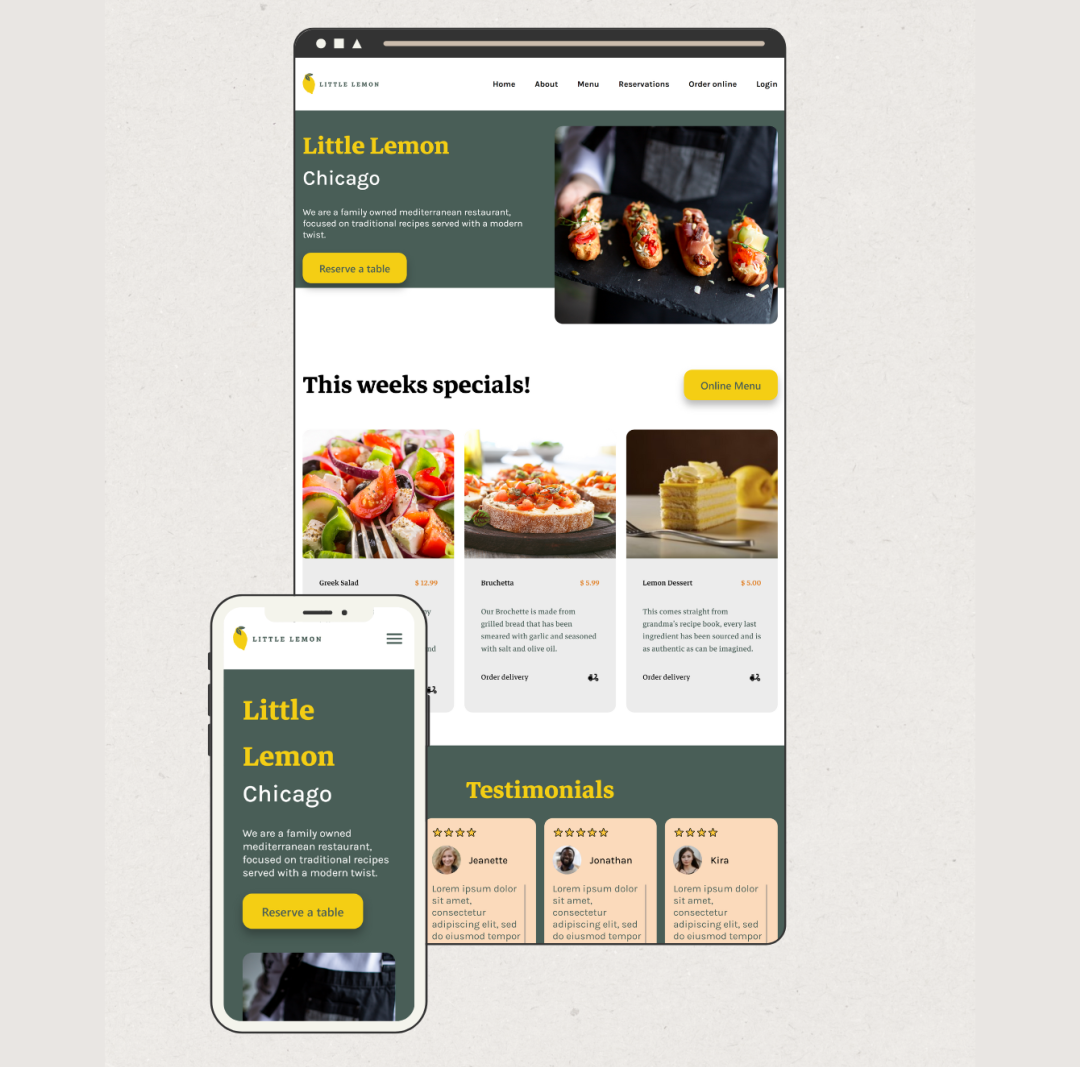 LITTLE LEMON
Home About Menu Reservations Order online Login
Little Lemon
Chicago
We are a family owned mediterranean restaurant,
focused on traditional recipes served with a modern
twist.
Reserve a table
This weeks specials!
Online Menu
Greek Salad $ 12.99
Bruchetta $ 5.99
Our Brochette is made from
grilled bread that has been
smeared with garlic and seasoned
with salt and olive oil.
Order delivery
Lemon Dessert $ 5.00
This comes straight from
grandma's recipe book, every last
ingredient has been sourced and is
as authentic as can be imagined.
Order delivery
Testimonials
Jeanette
Lorem ipsum dolor
sit amet,
consectetur
adipiscing elit, sed
do eiusmod tempor
Jonathan
Lorem ipsum dolor
sit amet,
consectetur
adipiscing elit, sed
do eiusmod tempor
Kira
Lorem ipsum dolor
sit amet,
consectetur
adipiscing elit, sed
do eiusmod tempor
LITTLE LEMON
Little
Lemon
Chicago
We are a family owned
mediterranean restaurant,
focused on traditional recipes
served with a modern twist.
Reserve a table